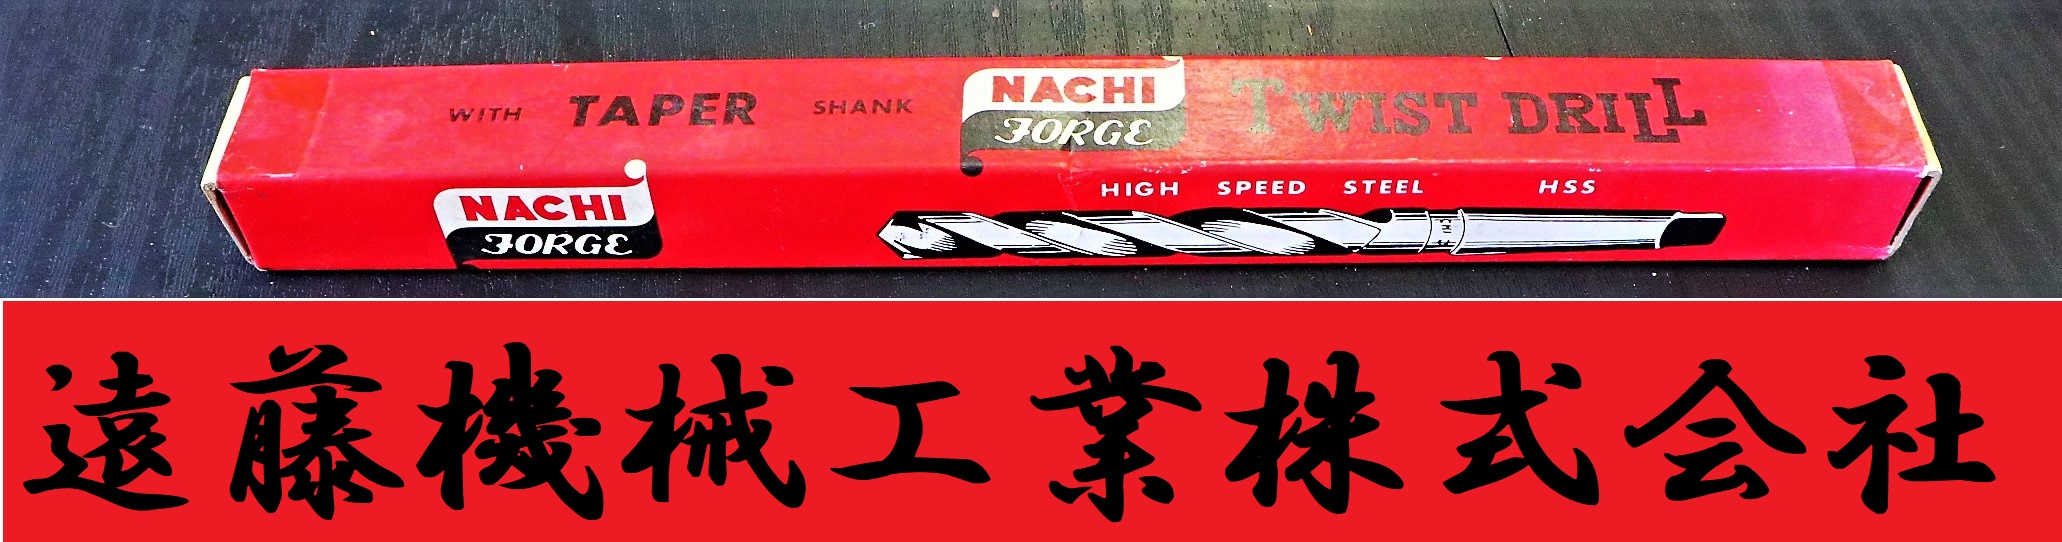 WITH TAPER SHANK NACHI FORGE TWIST DRILL
NACHI FORGE
HIGH SPEED STEEL HSS
遠藤機械工業株式会社